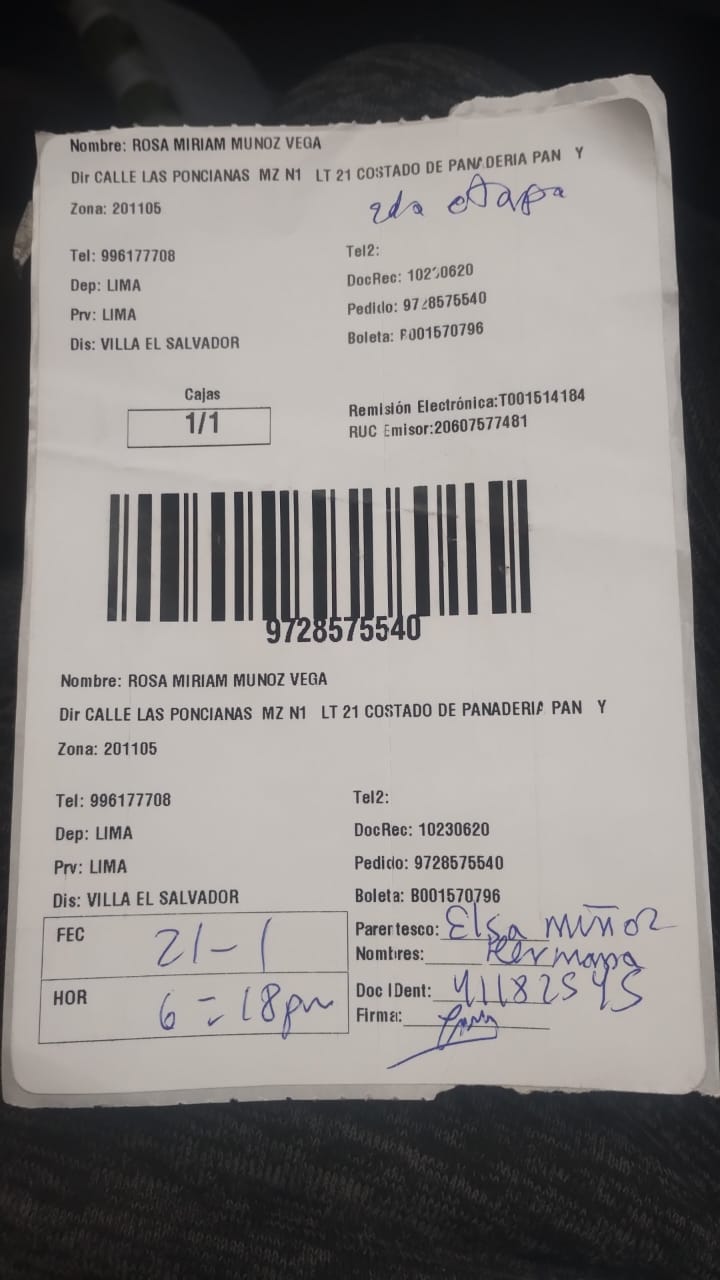 Nombre: ROSA MIRIAM MUNOZ VEGA
Dir CALLE LAS PONCIANAS MZ N1 LT 21 COSTADO DE PANADERIA PAN Y
2da etapa
Zona: 201105
Tel: 996177708 Tel2:
Dep: LIMA DocRec: 10230620
Prv: LIMA Pedido: 9728575540
Dis: VILLA EL SALVADOR Boleta: B001570796
Cajas
1/1
Remisión Electrónica:T001514184
RUC Emisor:20607577481
9728575540
Nombre: ROSA MIRIAM MUNOZ VEGA
Dir CALLE LAS PONCIANAS MZ N1 LT 21 COSTADO DE PANADERIA PAN Y
Zona: 201105
Tel: 996177708 Tel2:
Dep: LIMA DocRec: 10230620
Prv: LIMA Pedido: 9728575540
Dis: VILLA EL SALVADOR Boleta: B001570796
FEC 21-1
HOR 6=18pm
Parentesco: Elsa Muñoz
Nombres: Hermana
Doc IDent: 41182545
Firma: